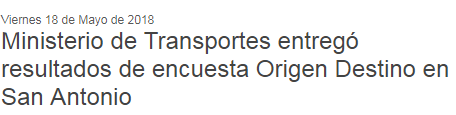 Viernes 18 de Mayo de 2018
Ministerio de Transportes entregó
resultados de encuesta Origen Destino en
San Antonio